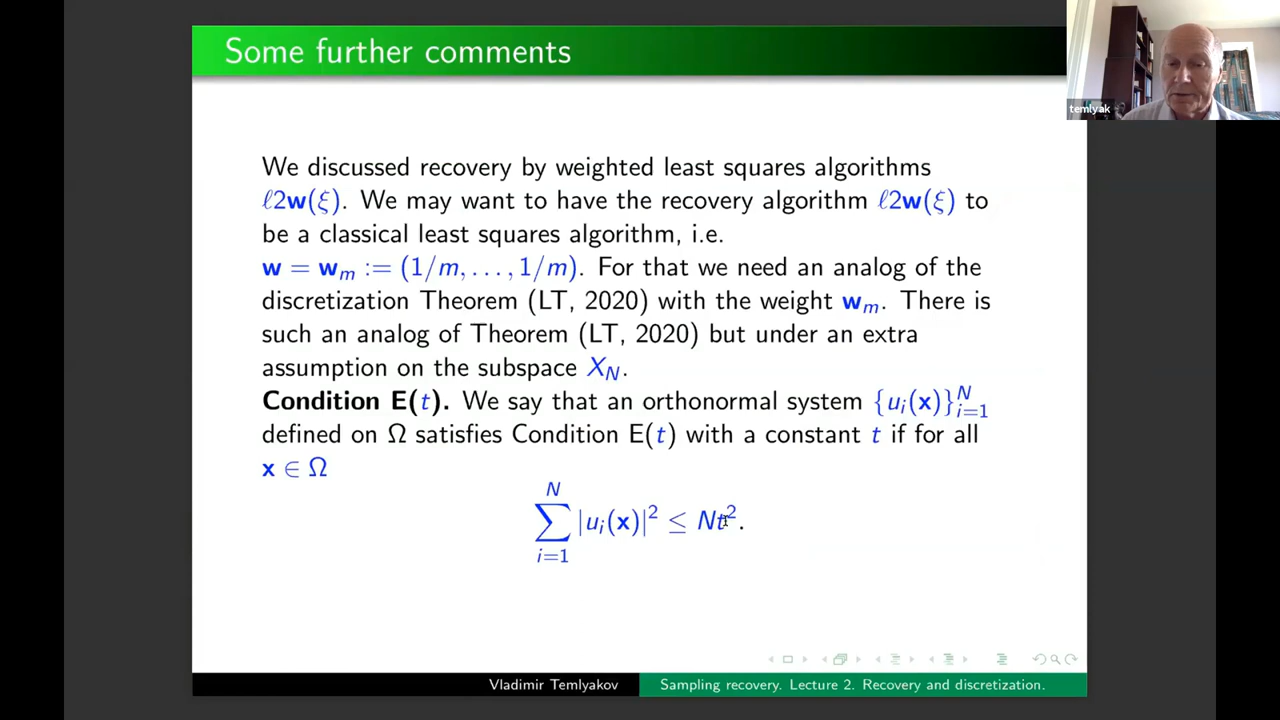 Some further comments
temlyak
We discussed recovery by weighted least squares algorithms
ℓ2w(ξ). We may want to have the recovery algorithm ℓ2w(ξ) to
be a classical least squares algorithm, i.e.
w = w_m := (1/m, . . . , 1/m). For that we need an analog of the
discretization Theorem (LT, 2020) with the weight w_m. There is
such an analog of Theorem (LT, 2020) but under an extra
assumption on the subspace X_N.
Condition E(t). We say that an orthonormal system {u_i(x)}_{i=1}^N
defined on Ω satisfies Condition E(t) with a constant t if for all
x ∈ Ω
∑_{i=1}^N |u_i(x)|^2 ≤ Nt^2.
Vladimir Temlyakov Sampling recovery. Lecture 2. Recovery and discretization.